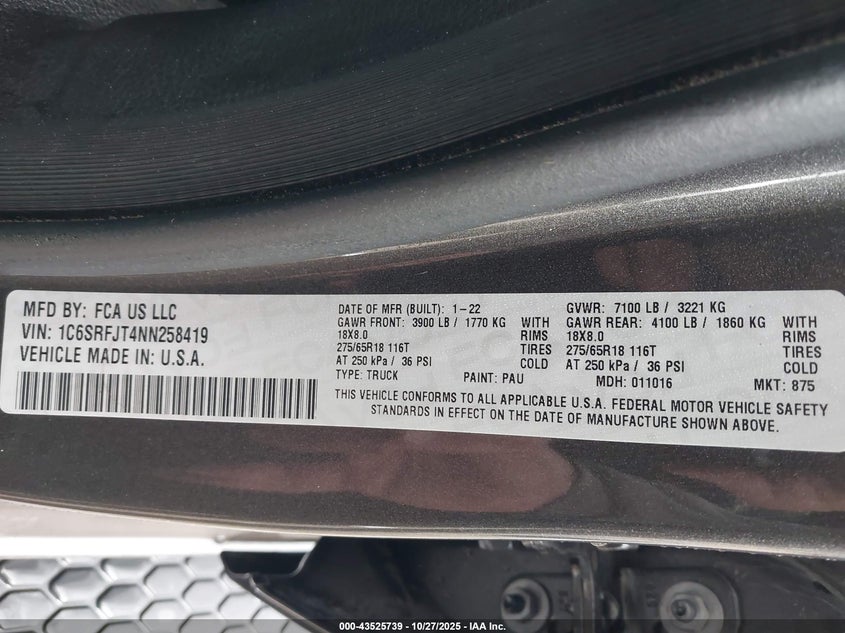 MFD BY: FCA US LLC
VIN: 1C6SRFJT4NN258419
VEHICLE MADE IN: U.S.A.
DATE OF MFR (BUILT): 1-22
GVWR: 7100 LB / 3221 KG
GAWR FRONT: 3900 LB / 1770 KG WITH
GAWR REAR: 4100 LB / 1860 KG WITH
18X8.0 RIMS
18X8.0 RIMS
275/65R18 116T TIRES
275/65R18 116T TIRES
AT 250 kPa / 36 PSI COLD
AT 250 kPa / 36 PSI COLD
TYPE: TRUCK PAINT: PAU MDH: 011016 MKT: 875
THIS VEHICLE CONFORMS TO ALL APPLICABLE U.S.A. FEDERAL MOTOR VEHICLE SAFETY
STANDARDS IN EFFECT ON THE DATE OF MANUFACTURE SHOWN ABOVE.
000-43525739 | 10/27/2025 - IAA Inc.